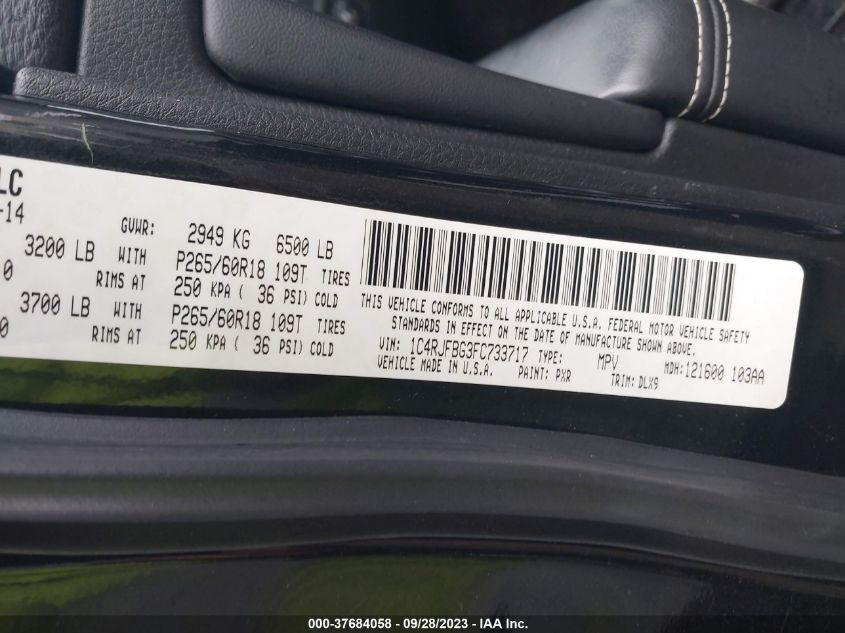 LC
-14
GVWR: 2949 KG 6500 LB
3200 LB WITH P265/60R18 109T TIRES
0 RIMS AT 250 KPA ( 36 PSI) COLD
3700 LB WITH P265/60R18 109T TIRES
0 RIMS AT 250 KPA ( 36 PSI) COLD
THIS VEHICLE CONFORMS TO ALL APPLICABLE U.S.A. FEDERAL MOTOR VEHICLE SAFETY
STANDARDS IN EFFECT ON THE DATE OF MANUFACTURE SHOWN ABOVE.
VIN: 1C4RJFBG3FC733717 TYPE: MPV MDH: 121600 103AA
VEHICLE MADE IN U.S.A. PAINT: PXR TRIM: DLX9
000-37684058 - 09/28/2023 - IAA Inc.